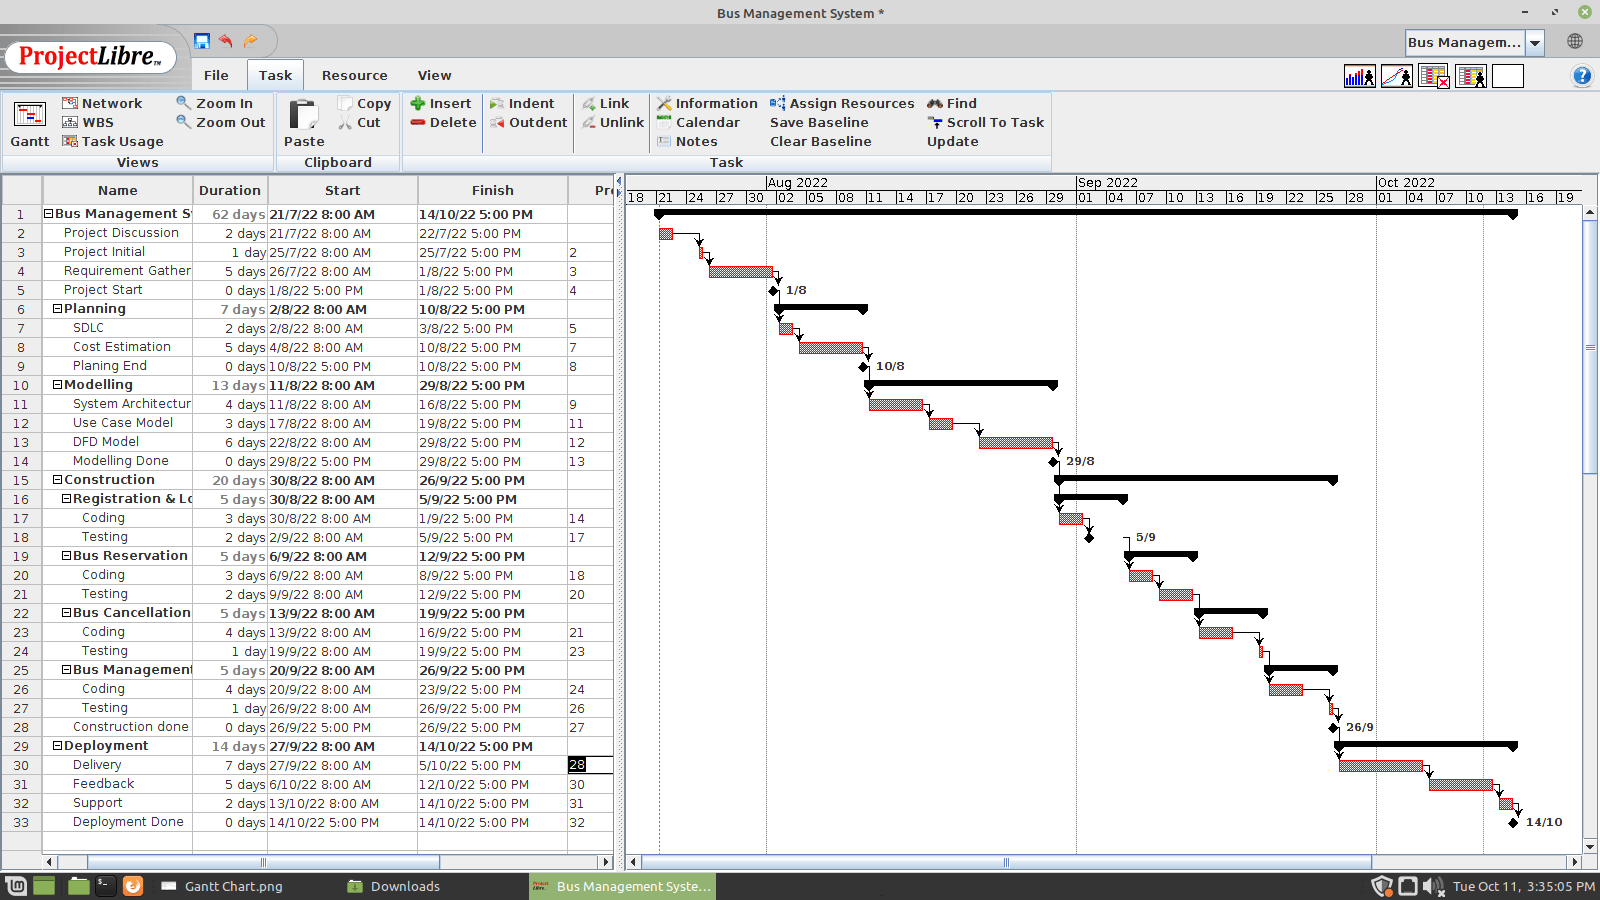 Bus Management System *
ProjectLibre™
Bus Managem...
File Task Resource View
Gantt
Network
WBS
Task Usage
Zoom In
Zoom Out
Views
Paste
Copy
Cut
Clipboard
Insert
Delete
Indent
Outdent
Link
Unlink
Information
Calendar
Notes
Assign Resources
Save Baseline
Clear Baseline
Find
Scroll To Task
Update
Task
Name Duration Start Finish Pr
Aug 2022 Sep 2022 Oct 2022
18 21 24 27 30 02 05 08 11 14 17 20 23 26 29 01 04 07 10 13 16 19 22 25 28 01 04 07 10 13 16 19
1 Bus Management S 62 days 21/7/22 8:00 AM 14/10/22 5:00 PM
2 Project Discussion 2 days 21/7/22 8:00 AM 22/7/22 5:00 PM
3 Project Initial 1 day 25/7/22 8:00 AM 25/7/22 5:00 PM 2
4 Requirement Gather 5 days 26/7/22 8:00 AM 1/8/22 5:00 PM 3
5 Project Start 0 days 1/8/22 5:00 PM 1/8/22 5:00 PM 4 1/8
6 Planning 7 days 2/8/22 8:00 AM 10/8/22 5:00 PM
7 SDLC 2 days 2/8/22 8:00 AM 3/8/22 5:00 PM 5
8 Cost Estimation 5 days 4/8/22 8:00 AM 10/8/22 5:00 PM 7
9 Planing End 0 days 10/8/22 5:00 PM 10/8/22 5:00 PM 8 10/8
10 Modelling 13 days 11/8/22 8:00 AM 29/8/22 5:00 PM
11 System Architectur 4 days 11/8/22 8:00 AM 16/8/22 5:00 PM 9
12 Use Case Model 3 days 17/8/22 8:00 AM 19/8/22 5:00 PM 11
13 DFD Model 6 days 22/8/22 8:00 AM 29/8/22 5:00 PM 12
14 Modelling Done 0 days 29/8/22 5:00 PM 29/8/22 5:00 PM 13 29/8
15 Construction 20 days 30/8/22 8:00 AM 26/9/22 5:00 PM
16 Registration & Lo 5 days 30/8/22 8:00 AM 5/9/22 5:00 PM
17 Coding 3 days 30/8/22 8:00 AM 1/9/22 5:00 PM 14
18 Testing 2 days 2/9/22 8:00 AM 5/9/22 5:00 PM 17 5/9
19 Bus Reservation 5 days 6/9/22 8:00 AM 12/9/22 5:00 PM
20 Coding 3 days 6/9/22 8:00 AM 8/9/22 5:00 PM 18
21 Testing 2 days 9/9/22 8:00 AM 12/9/22 5:00 PM 20
22 Bus Cancellation 5 days 13/9/22 8:00 AM 19/9/22 5:00 PM
23 Coding 4 days 13/9/22 8:00 AM 16/9/22 5:00 PM 21
24 Testing 1 day 19/9/22 8:00 AM 19/9/22 5:00 PM 23
25 Bus Management 5 days 20/9/22 8:00 AM 26/9/22 5:00 PM
26 Coding 4 days 20/9/22 8:00 AM 23/9/22 5:00 PM 24
27 Testing 1 day 26/9/22 8:00 AM 26/9/22 5:00 PM 26
28 Construction done 0 days 26/9/22 5:00 PM 26/9/22 5:00 PM 27 26/9
29 Deployment 14 days 27/9/22 8:00 AM 14/10/22 5:00 PM
30 Delivery 7 days 27/9/22 8:00 AM 5/10/22 5:00 PM 28
31 Feedback 5 days 6/10/22 8:00 AM 12/10/22 5:00 PM 30
32 Support 2 days 13/10/22 8:00 AM 14/10/22 5:00 PM 31
33 Deployment Done 0 days 14/10/22 5:00 PM 14/10/22 5:00 PM 32 14/10
Gantt Chart.png Downloads Bus Management Syste... Tue Oct 11, 3:35:05 PM